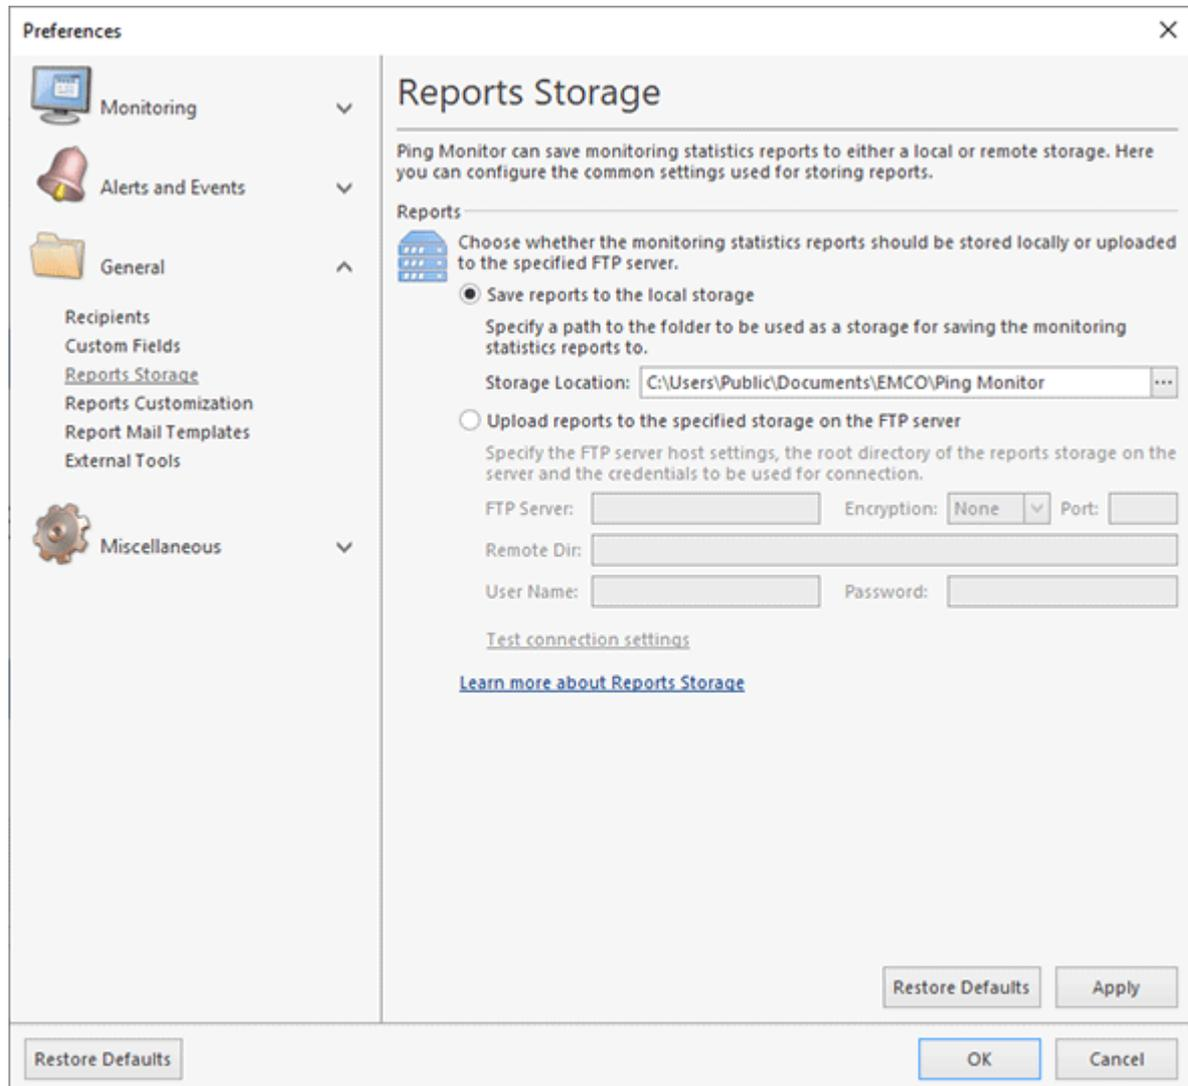 Preferences
Monitoring
Alerts and Events
General
Recipients
Custom Fields
Reports Storage
Reports Customization
Report Mail Templates
External Tools
Miscellaneous
Reports Storage
Ping Monitor can save monitoring statistics reports to either a local or remote storage. Here
you can configure the common settings used for storing reports.
Reports
Choose whether the monitoring statistics reports should be stored locally or uploaded
to the specified FTP server.
Save reports to the local storage
Specify a path to the folder to be used as a storage for saving the monitoring
statistics reports to.
Storage Location: C:\Users\Public\Documents\EMCO\Ping Monitor ...
Upload reports to the specified storage on the FTP server
Specify the FTP server host settings, the root directory of the reports storage on the
server and the credentials to be used for connection.
FTP Server: Encryption: None Port:
Remote Dir:
User Name: Password:
Test connection settings
Learn more about Reports Storage
Restore Defaults Apply
Restore Defaults OK Cancel